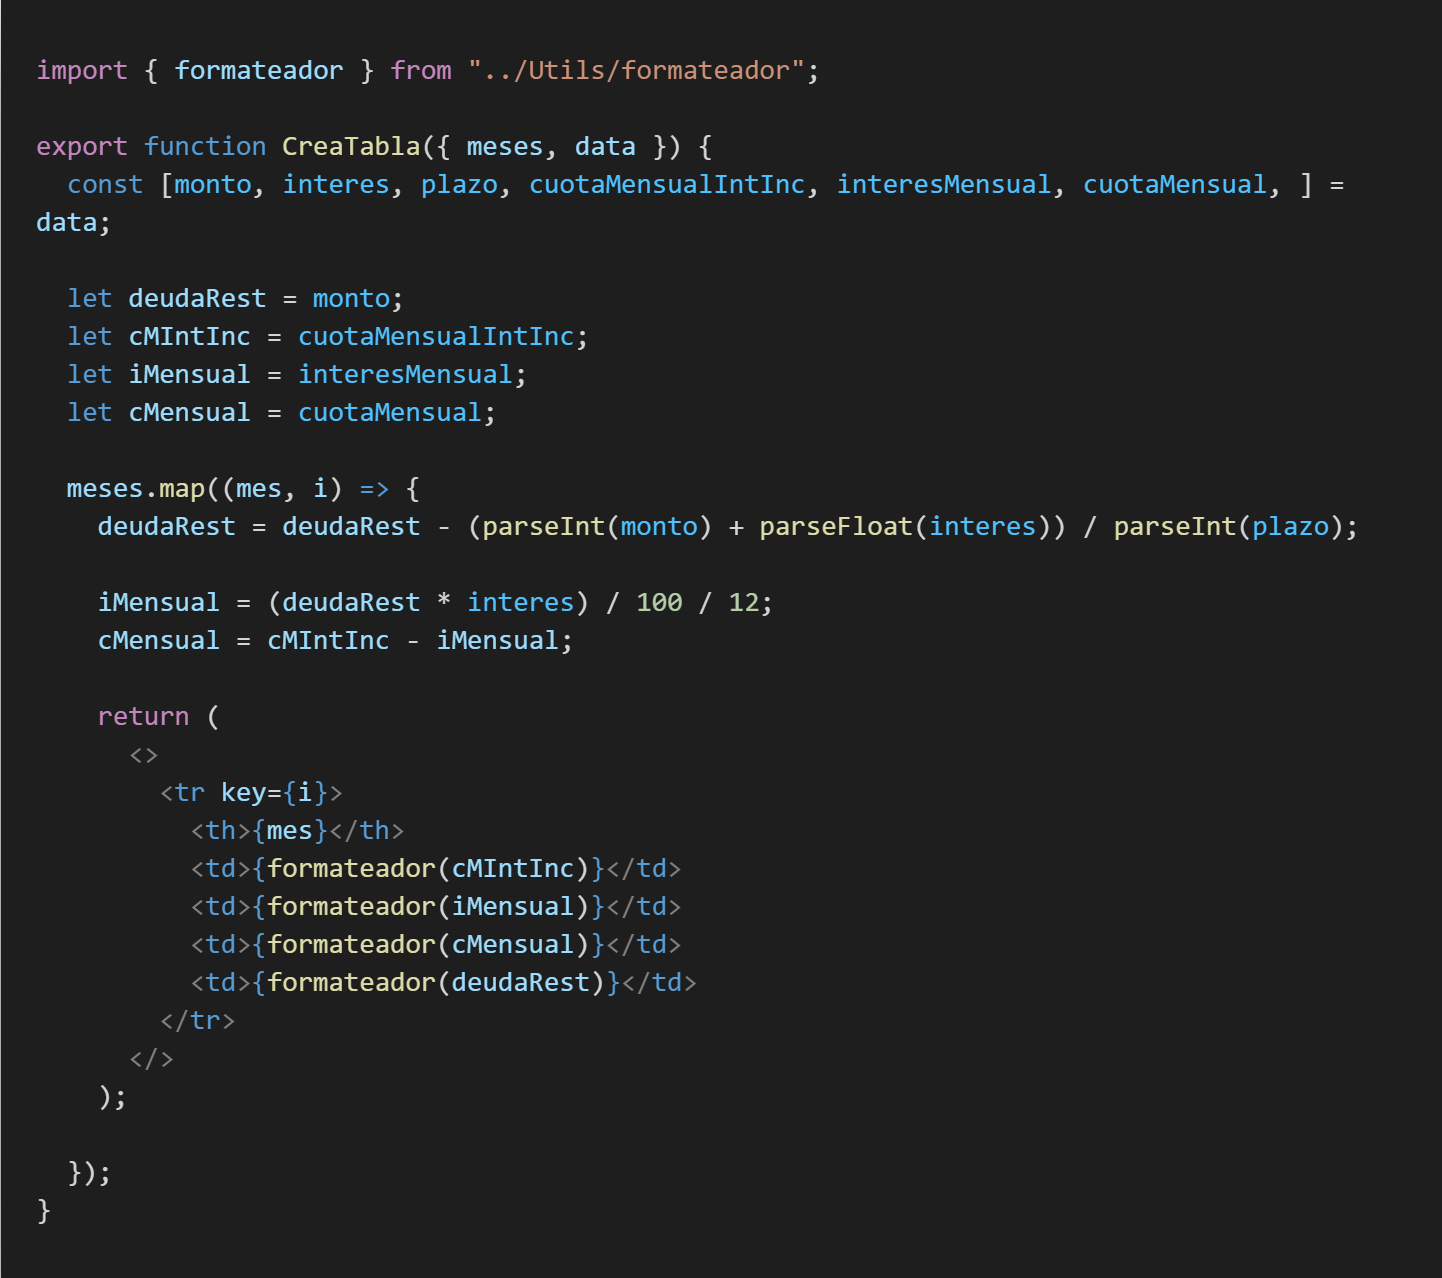 import { formateador } from "../Utils/formateador";
export function CreaTabla({ meses, data }) {
  const [monto, interes, plazo, cuotaMensualIntInc, interesMensual, cuotaMensual, ] =
data;
  let deudaRest = monto;
  let cMIntInc = cuotaMensualIntInc;
  let iMensual = interesMensual;
  let cMensual = cuotaMensual;
  meses.map((mes, i) => {
    deudaRest = deudaRest - (parseInt(monto) + parseFloat(interes)) / parseInt(plazo);
    iMensual = (deudaRest * interes) / 100 / 12;
    cMensual = cMIntInc - iMensual;
    return (
      <>
        <tr key={i}>
          <th>{mes}</th>
          <td>{formateador(cMIntInc)}</td>
          <td>{formateador(iMensual)}</td>
          <td>{formateador(cMensual)}</td>
          <td>{formateador(deudaRest)}</td>
        </tr>
      </>
    );
  });
}